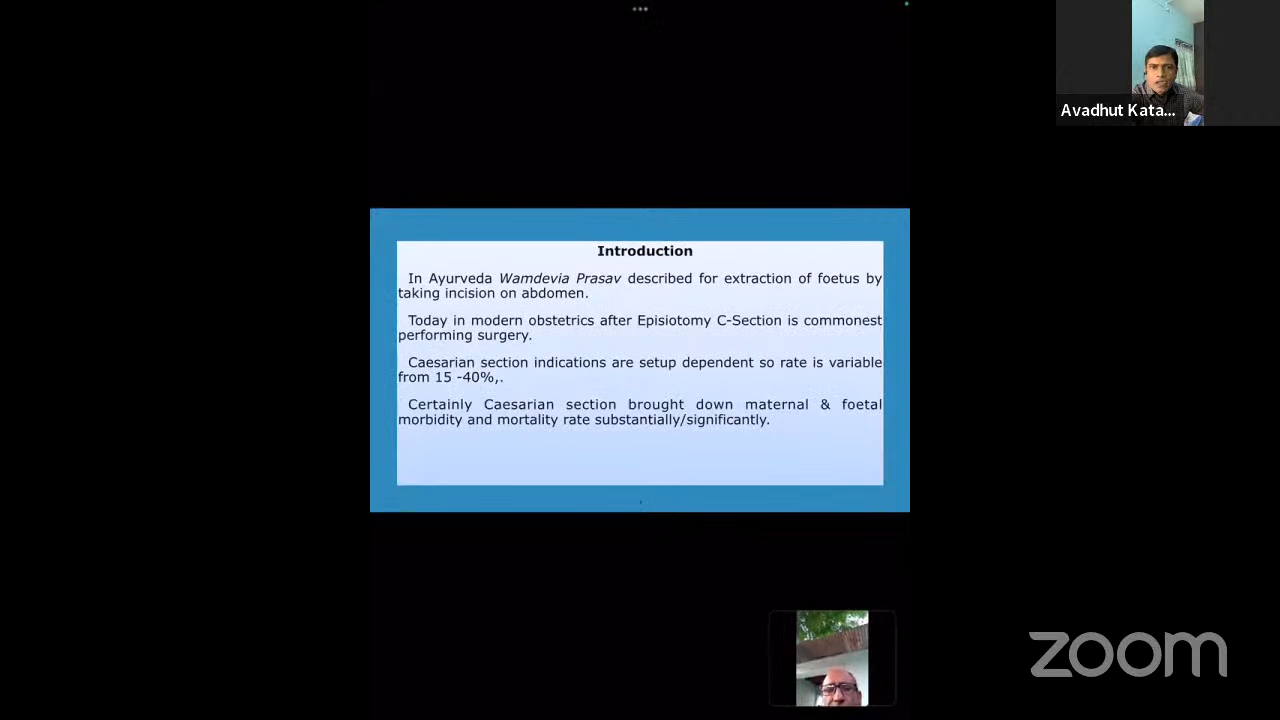 Avadhut Kata...
Introduction
In Ayurveda Wamdevia Prasav described for extraction of foetus by
taking incision on abdomen.
Today in modern obstetrics after Episiotomy C-Section is commonest
performing surgery.
Caesarian section indications are setup dependent so rate is variable
from 15 -40%,.
Certainly Caesarian section brought down maternal & foetal
morbidity and mortality rate substantially/significantly.
zoom